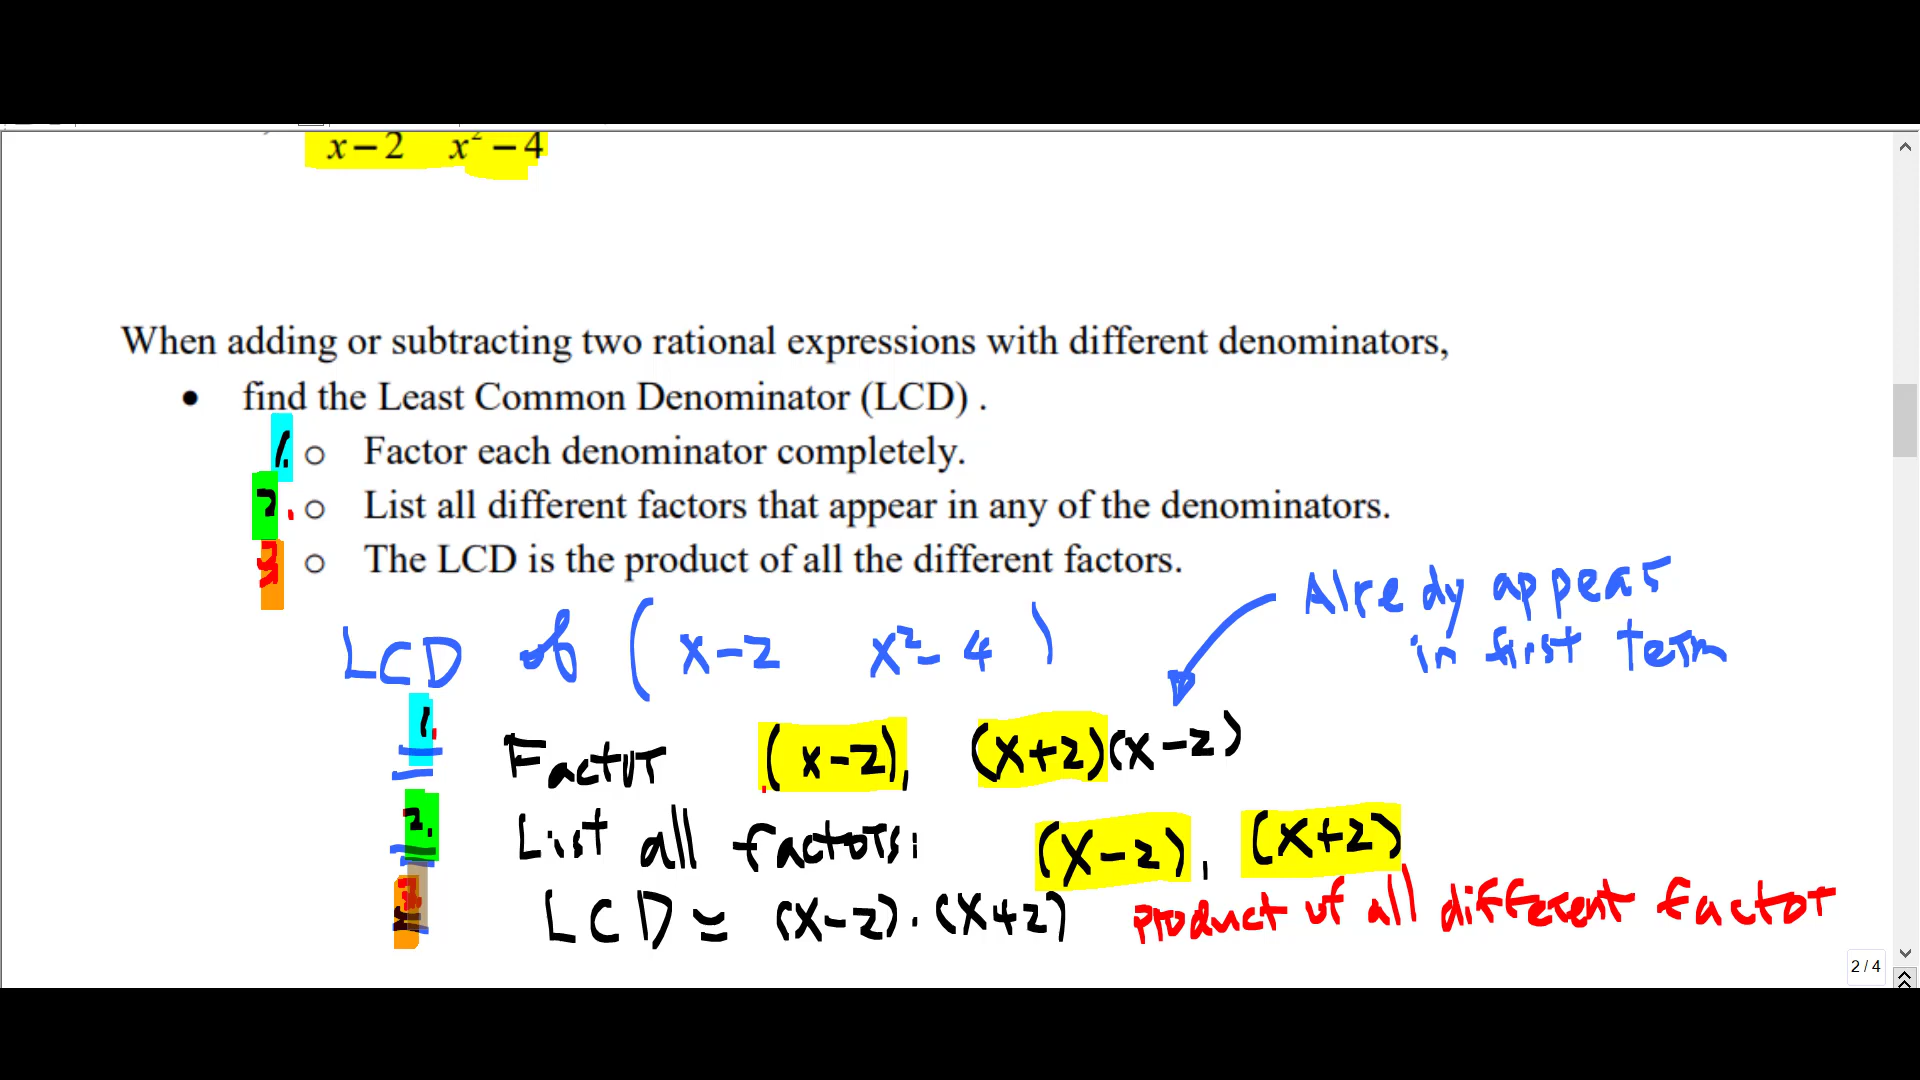 x − 2   x² − 4
When adding or subtracting two rational expressions with different denominators,
• find the Least Common Denominator (LCD) .
1. o Factor each denominator completely.
2. o List all different factors that appear in any of the denominators.
3 o The LCD is the product of all the different factors.
Alredy appears
in first term
LCD of ( x-2   x²-4 )
1. Factor (x-2), (x+2)(x-2)
2. List all factors: (x-2), (x+2)
3 LCD = (x-2)·(x+2) product of all different factor
2 / 4